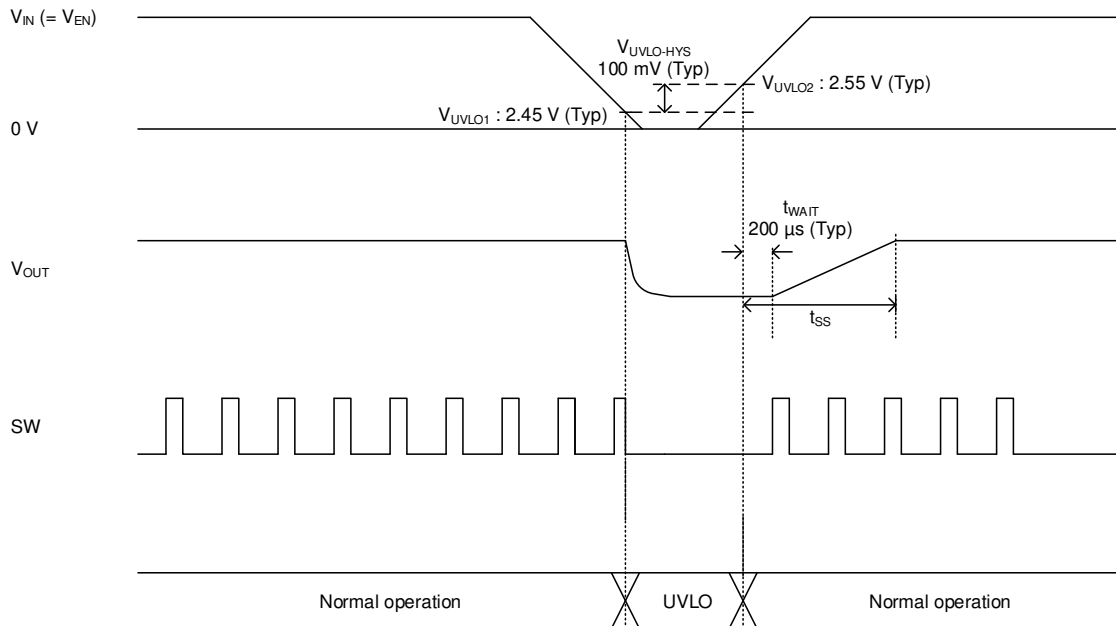 VIN (= VEN)
VUVLO-HYS
100 mV (Typ)
VUVLO2 : 2.55 V (Typ)
VUVLO1 : 2.45 V (Typ)
0 V
tWAIT
200 µs (Typ)
VOUT
tSS
SW
Normal operation
UVLO
Normal operation